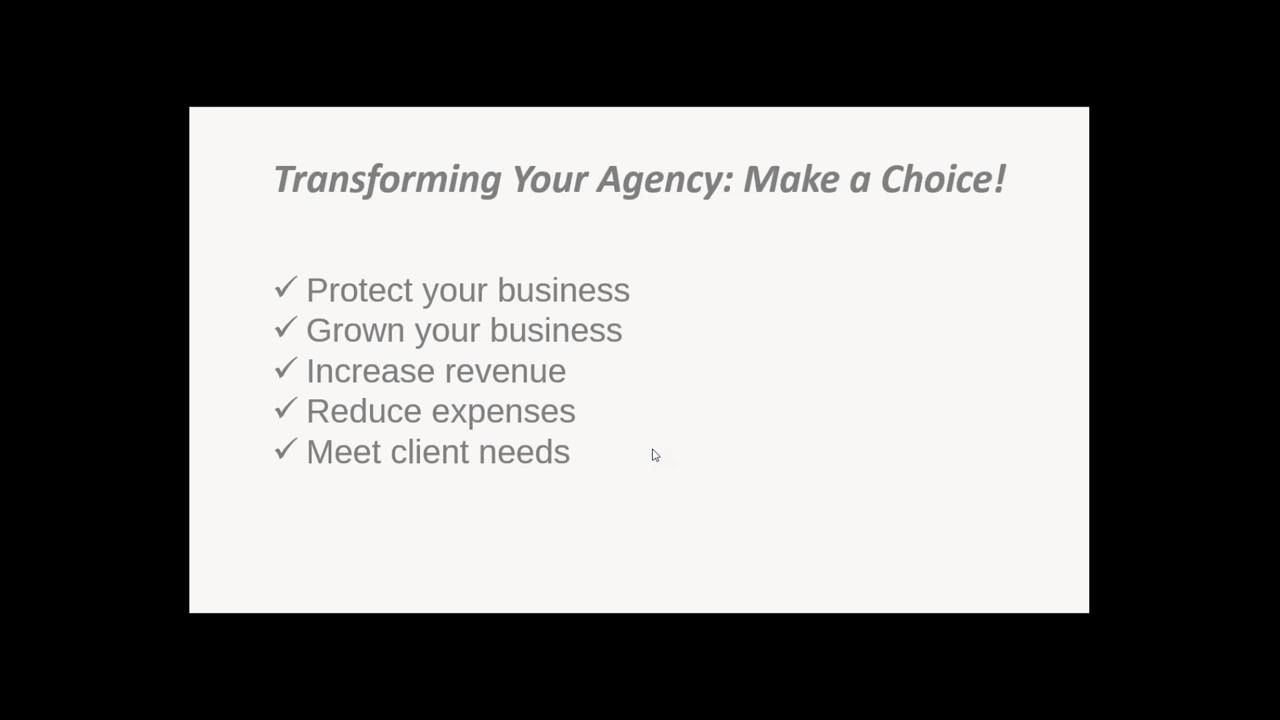 Transforming Your Agency: Make a Choice!
✓ Protect your business
✓ Grown your business
✓ Increase revenue
✓ Reduce expenses
✓ Meet client needs